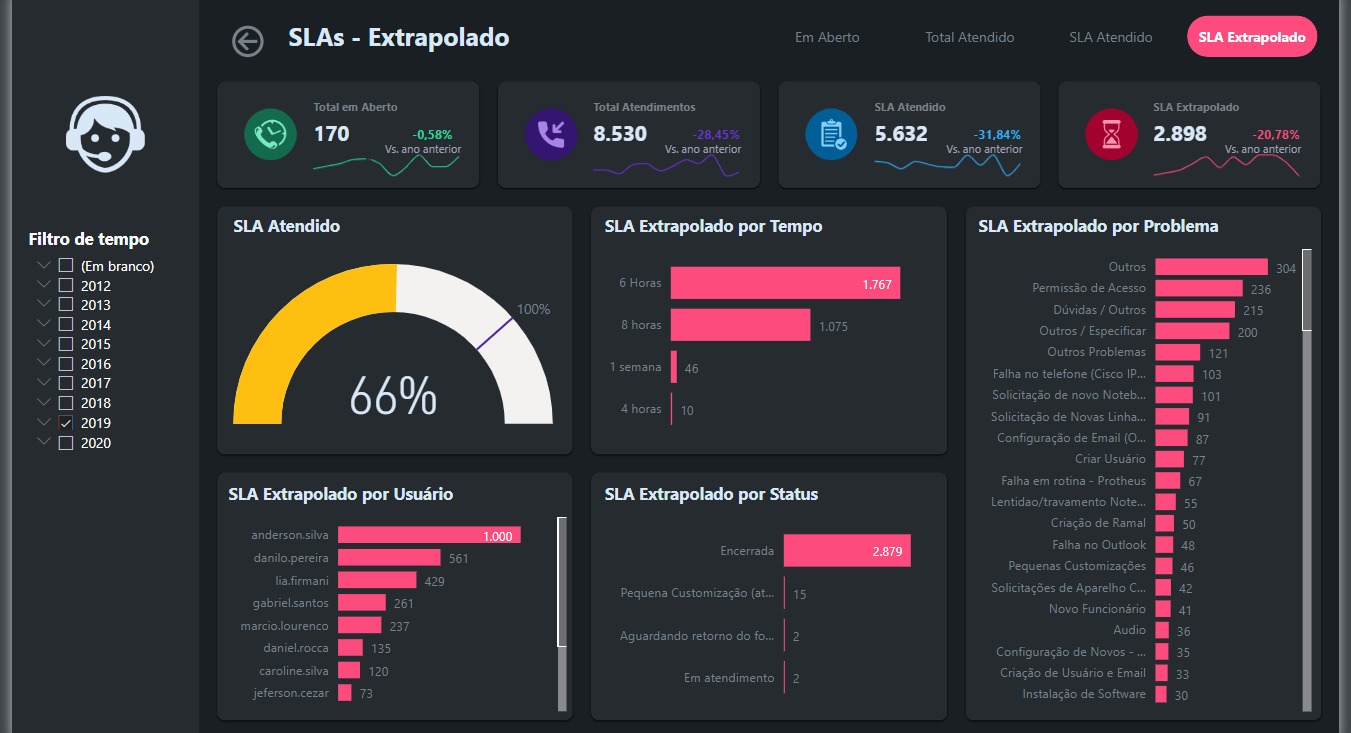 SLAs - Extrapolado
Em Aberto
Total Atendido
SLA Atendido
SLA Extrapolado
Total em Aberto
170
-0,58%
Vs. ano anterior
Total Atendimentos
8.530
-28,45%
Vs. ano anterior
SLA Atendido
5.632
-31,84%
Vs. ano anterior
SLA Extrapolado
2.898
-20,78%
Vs. ano anterior
Filtro de tempo
(Em branco)
2012
2013
2014
2015
2016
2017
2018
2019
2020
SLA Atendido
100%
66%
SLA Extrapolado por Tempo
6 Horas 1.767
8 horas 1.075
1 semana 46
4 horas 10
SLA Extrapolado por Problema
Outros 304
Permissão de Acesso 236
Dúvidas / Outros 215
Outros / Especificar 200
Outros Problemas 121
Falha no telefone (Cisco IP... 103
Solicitação de novo Noteb... 101
Solicitação de Novas Linha... 91
Configuração de Email (O... 87
Criar Usuário 77
Falha em rotina - Protheus 67
Lentidao/travamento Note... 55
Criação de Ramal 50
Falha no Outlook 48
Pequenas Customizações 46
Solicitações de Aparelho C... 42
Novo Funcionário 41
Audio 36
Configuração de Novos - ... 35
Criação de Usuário e Email 33
Instalação de Software 30
SLA Extrapolado por Usuário
anderson.silva 1.000
danilo.pereira 561
lia.firmani 429
gabriel.santos 261
marcio.lourenco 237
daniel.rocca 135
caroline.silva 120
jeferson.cezar 73
SLA Extrapolado por Status
Encerrada 2.879
Pequena Customização (at... 15
Aguardando retorno do fo... 2
Em atendimento 2